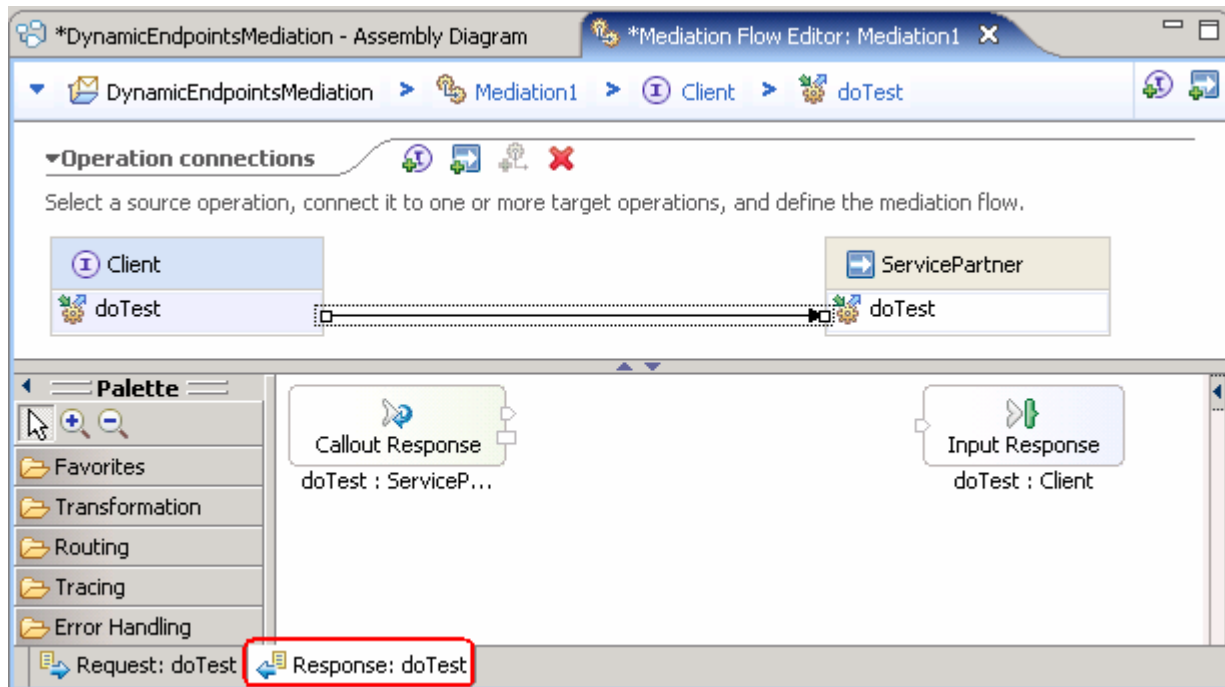 *DynamicEndpointsMediation - Assembly Diagram
*Mediation Flow Editor: Mediation1
DynamicEndpointsMediation > Mediation1 > Client > doTest
Operation connections
Select a source operation, connect it to one or more target operations, and define the mediation flow.
Client
doTest
ServicePartner
doTest
Palette
Favorites
Transformation
Routing
Tracing
Error Handling
Callout Response
doTest : ServiceP...
Input Response
doTest : Client
Request: doTest
Response: doTest